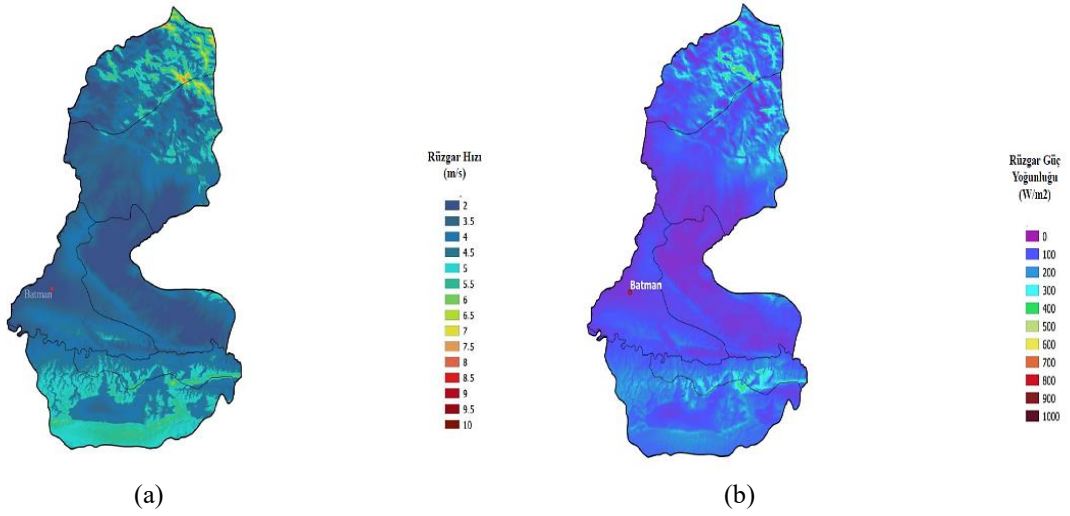 Rüzgar Hızı
(m/s)
2
3.5
4
4.5
5
5.5
6
6.5
7
7.5
8
8.5
9
9.5
10
Batman
(a)
Rüzgar Güç
Yoğunluğu
(W/m2)
0
100
200
300
400
500
600
700
800
900
1000
Batman
(b)